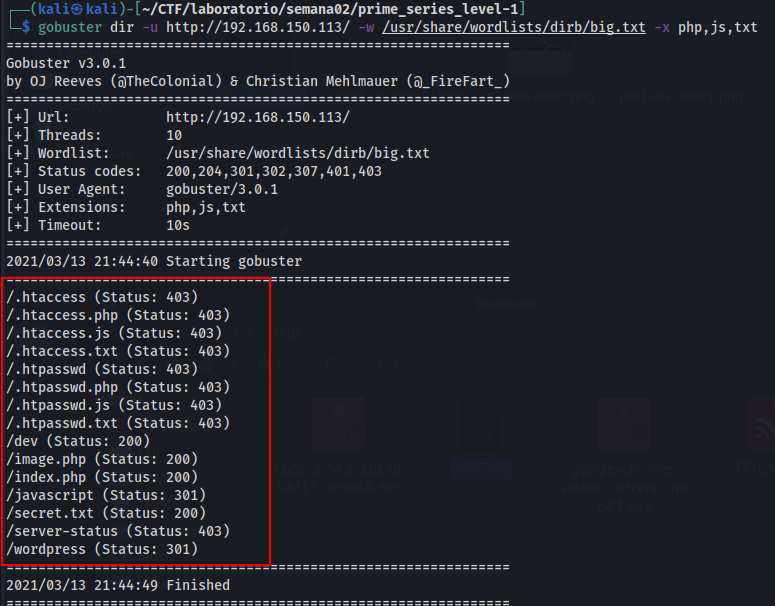 ┌──(kali㉿kali)-[~/CTF/laboratorio/semana02/prime_series_level-1]
└─$ gobuster dir -u http://192.168.150.113/ -w /usr/share/wordlists/dirb/big.txt -x php,js,txt
===============================================================
Gobuster v3.0.1
by OJ Reeves (@TheColonial) & Christian Mehlmauer (@_FireFart_)
===============================================================
[+] Url:            http://192.168.150.113/
[+] Threads:        10
[+] Wordlist:       /usr/share/wordlists/dirb/big.txt
[+] Status codes:   200,204,301,302,307,401,403
[+] User Agent:     gobuster/3.0.1
[+] Extensions:     php,js,txt
[+] Timeout:        10s
===============================================================
2021/03/13 21:44:40 Starting gobuster
===============================================================
/.htaccess (Status: 403)
/.htaccess.php (Status: 403)
/.htaccess.js (Status: 403)
/.htaccess.txt (Status: 403)
/.htpasswd (Status: 403)
/.htpasswd.php (Status: 403)
/.htpasswd.js (Status: 403)
/.htpasswd.txt (Status: 403)
/dev (Status: 200)
/image.php (Status: 200)
/index.php (Status: 200)
/javascript (Status: 301)
/secret.txt (Status: 200)
/server-status (Status: 403)
/wordpress (Status: 301)
===============================================================
2021/03/13 21:44:49 Finished
===============================================================